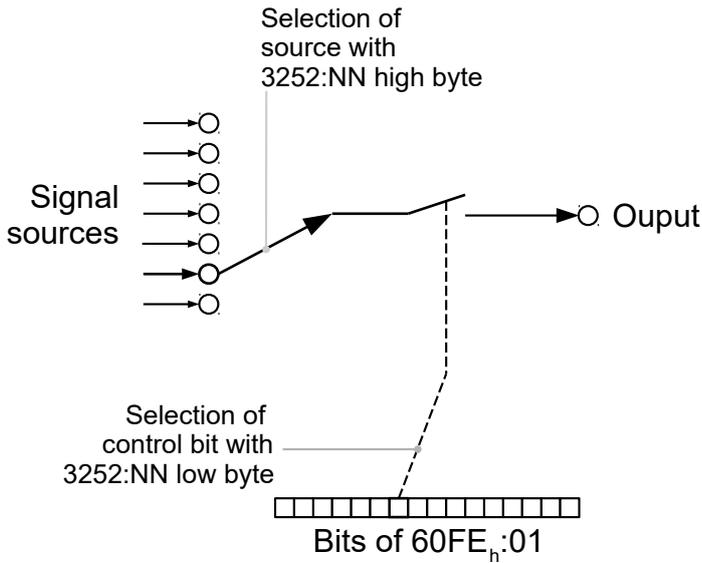 Selection of
source with
3252:NN high byte
Signal
sources
Ouput
Selection of
control bit with
3252:NN low byte
Bits of 60FEh:01